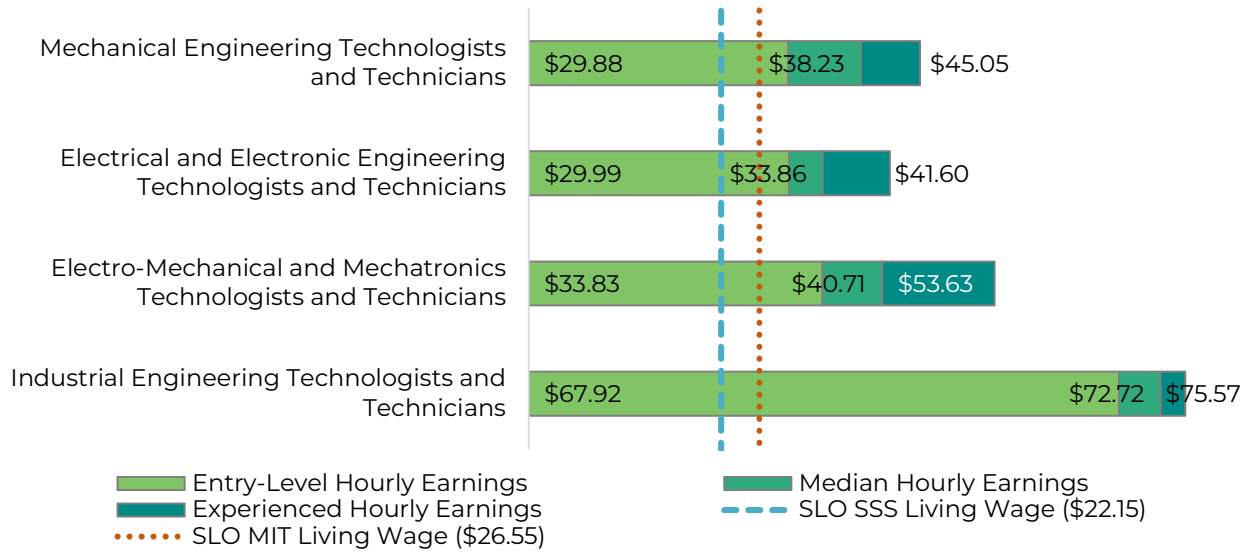 Mechanical Engineering Technologists
and Technicians
$29.88 $38.23 $45.05
Electrical and Electronic Engineering
Technologists and Technicians
$29.99 $33.86 $41.60
Electro-Mechanical and Mechatronics
Technologists and Technicians
$33.83 $40.71 $53.63
Industrial Engineering Technologists and
Technicians
$67.92 $72.72 $75.57
Entry-Level Hourly Earnings Median Hourly Earnings
Experienced Hourly Earnings SLO SSS Living Wage ($22.15)
SLO MIT Living Wage ($26.55)